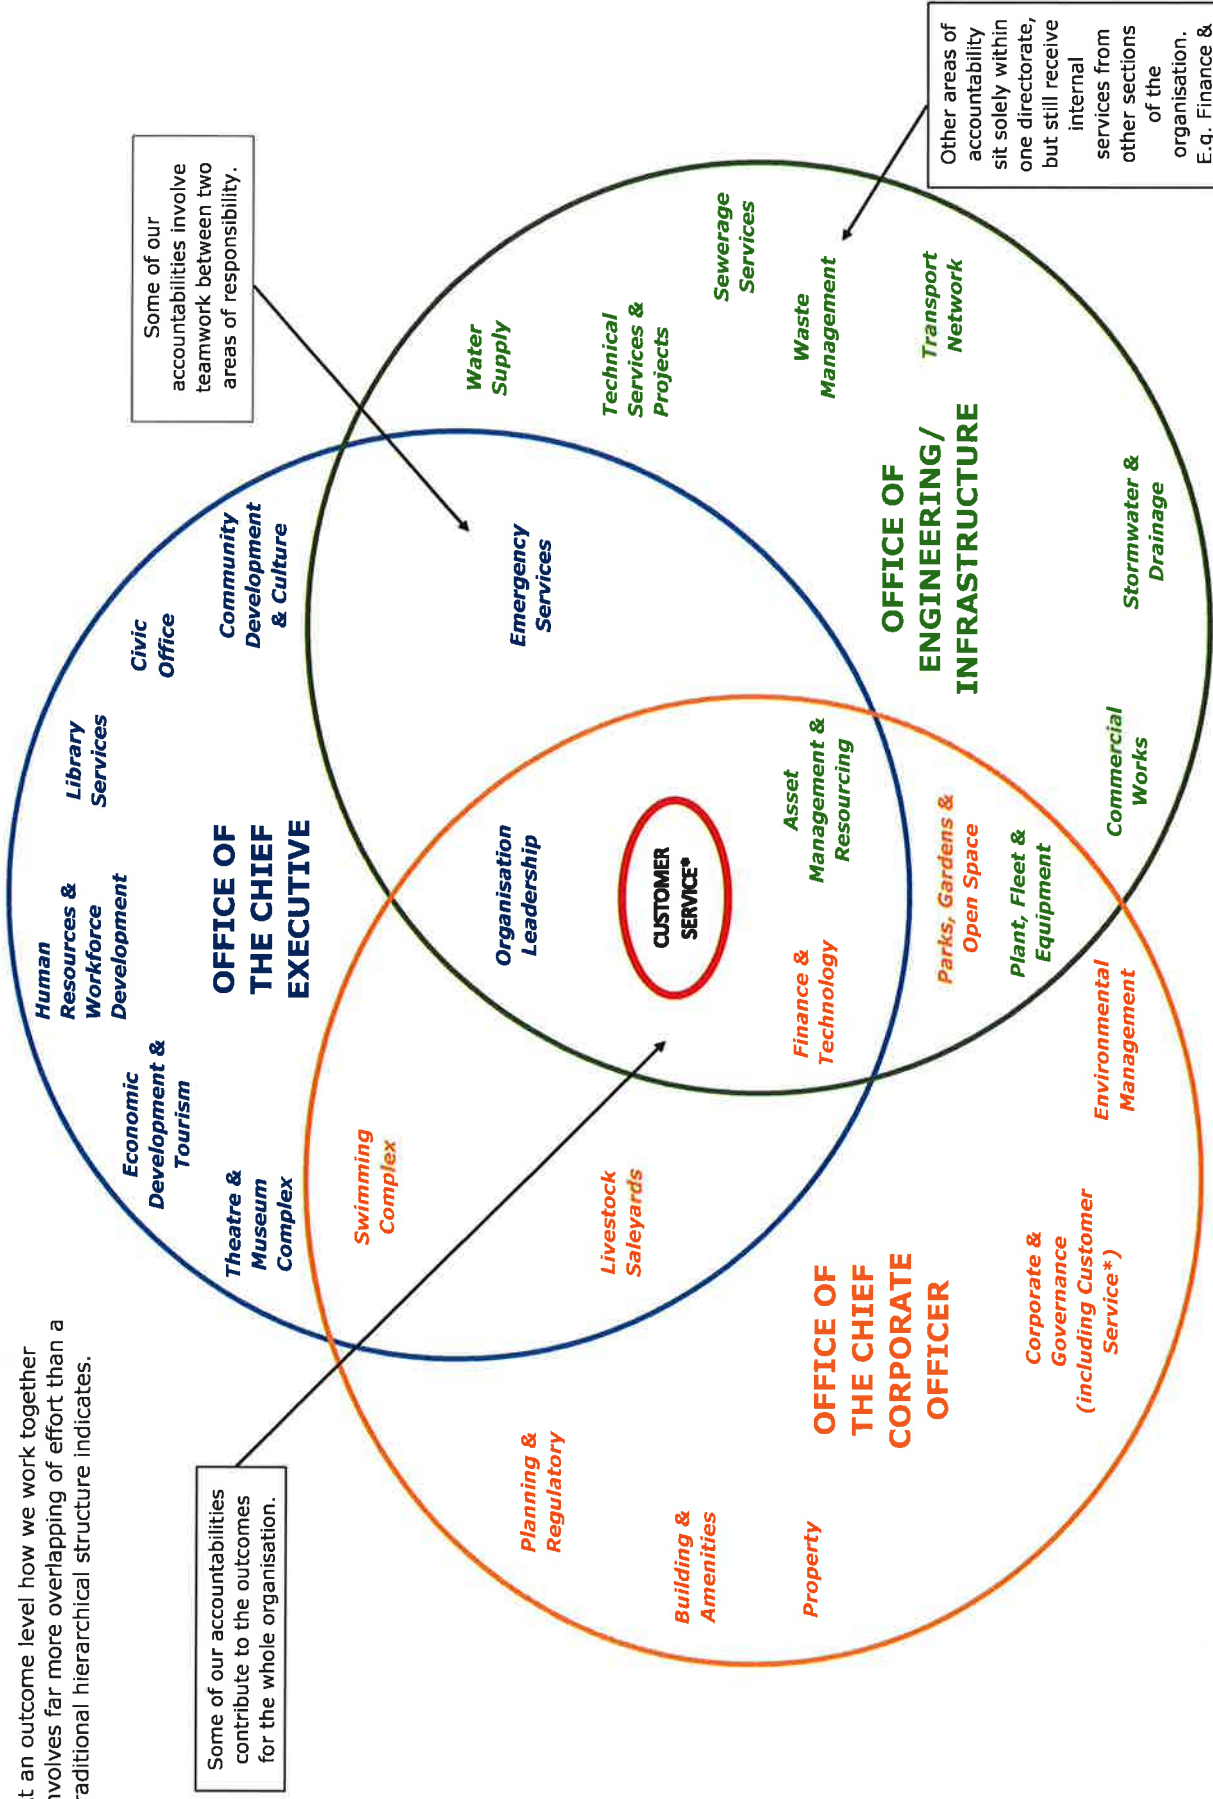 t an outcome level how we work together
nvolves far more overlapping of effort than a
raditional hierarchical structure indicates.
Some of our
accountabilities involve
teamwork between two
areas of responsibility.
Some of our accountabilities
contribute to the outcomes
for the whole organisation.
Human
Resources &
Workforce
Development
Library
Services
Economic
Development &
Tourism
Civic
Office
Theatre &
Museum
Complex
OFFICE OF
THE CHIEF
EXECUTIVE
Community
Development
& Culture
Swimming
Complex
Organisation
Leadership
Emergency
Services
Water
Supply
Planning &
Regulatory
Livestock
Saleyards
CUSTOMER
SERVICE*
Technical
Services &
Projects
Building &
Amenities
Sewerage
Services
Property
Finance &
Technology
Asset
Management &
Resourcing
Waste
Management
OFFICE OF
THE CHIEF
CORPORATE
OFFICER
Parks, Gardens &
Open Space
OFFICE OF
ENGINEERING/
INFRASTRUCTURE
Transport
Network
Other areas of
accountability
sit solely within
one directorate,
but still receive
internal
services from
other sections
of the
organisation.
E.g. Finance &
Plant, Fleet &
Equipment
Corporate &
Governance
(including Customer
Service*)
Environmental
Management
Commercial
Works
Stormwater &
Drainage